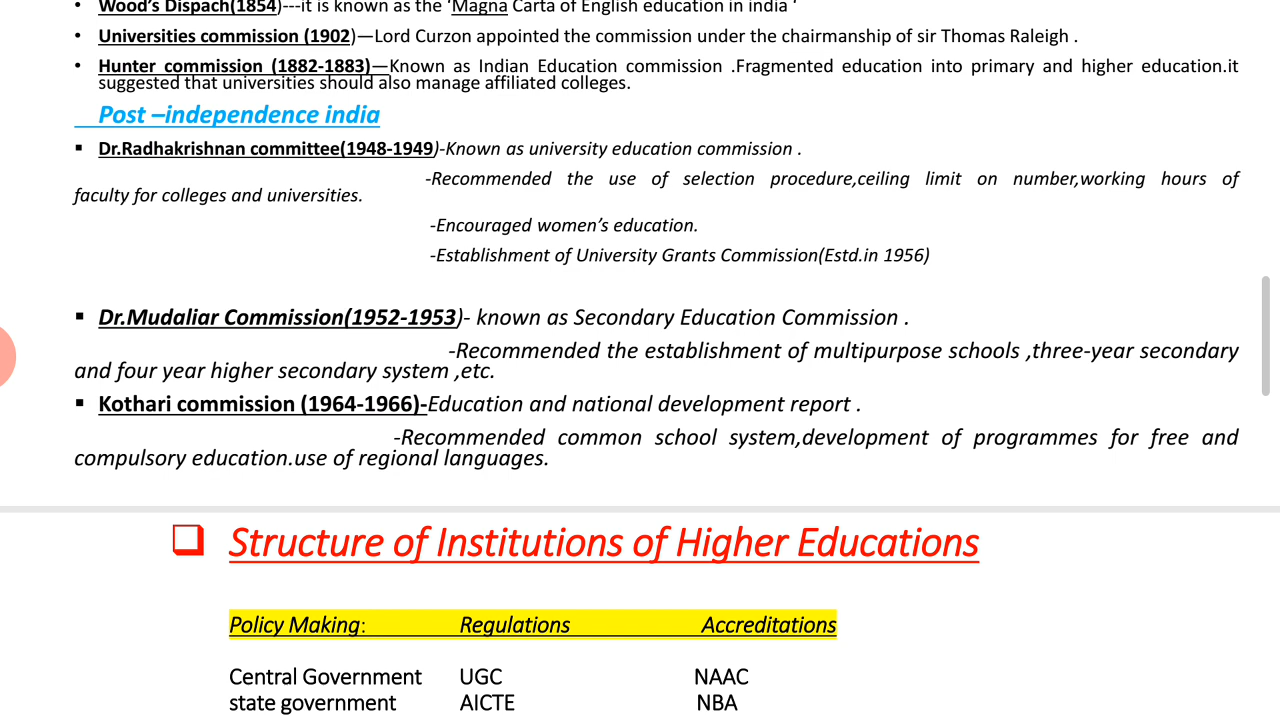 • Wood's Dispach(1854)---it is known as the 'Magna Carta of English education in india '
• Universities commission (1902)—Lord Curzon appointed the commission under the chairmanship of sir Thomas Raleigh .
• Hunter commission (1882-1883)—Known as Indian Education commission .Fragmented education into primary and higher education.it
suggested that universities should also manage affiliated colleges.
Post –independence india
▪ Dr.Radhakrishnan committee(1948-1949)-Known as university education commission .
-Recommended the use of selection procedure,ceiling limit on number,working hours of
faculty for colleges and universities.
-Encouraged women's education.
-Establishment of University Grants Commission(Estd.in 1956)
▪ Dr.Mudaliar Commission(1952-1953)- known as Secondary Education Commission .
-Recommended the establishment of multipurpose schools ,three-year secondary
and four year higher secondary system ,etc.
▪ Kothari commission (1964-1966)-Education and national development report .
-Recommended common school system,development of programmes for free and
compulsory education.use of regional languages.
❑ Structure of Institutions of Higher Educations
Policy Making: Regulations Accreditations
Central Government UGC NAAC
state government AICTE NBA